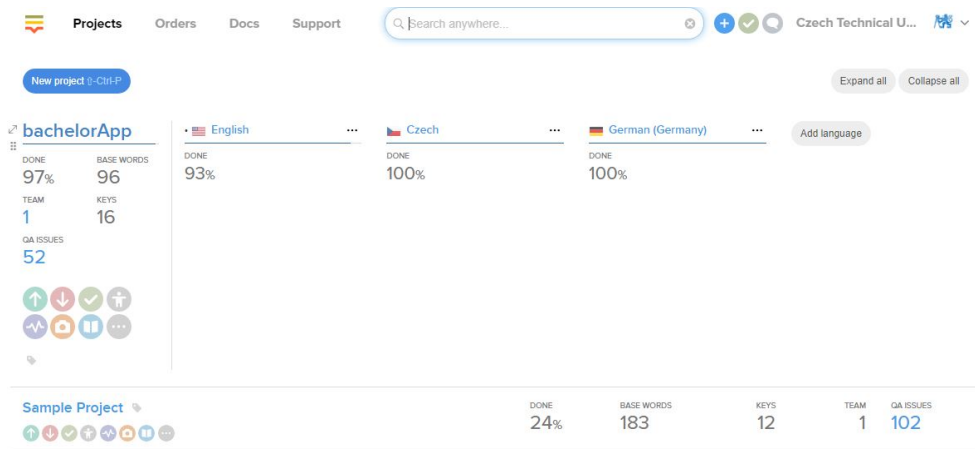 Projects Orders Docs Support Search anywhere... Czech Technical U...
New project ⇧-Ctrl-P Expand all Collapse all
bachelorApp • English ... Czech ... German (Germany) ... Add language
DONE BASE WORDS DONE DONE DONE
97% 96 93% 100% 100%
TEAM KEYS
1 16
QA ISSUES
52
Sample Project DONE BASE WORDS KEYS TEAM QA ISSUES
24% 183 12 1 102